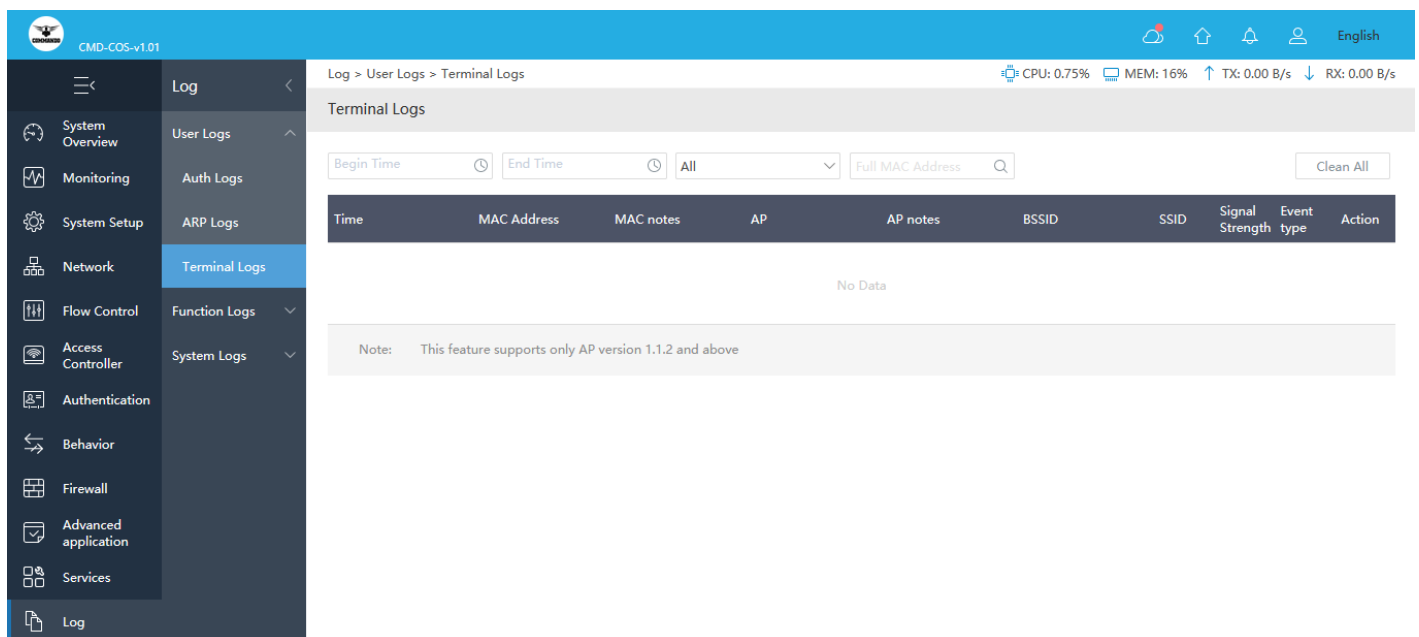 COMMANDO
CMD-COS-v1.01
English
Log
Log > User Logs > Terminal Logs
CPU: 0.75% MEM: 16% TX: 0.00 B/s RX: 0.00 B/s
Terminal Logs
System
Overview
Monitoring
System Setup
Network
Flow Control
Access
Controller
Authentication
Behavior
Firewall
Advanced
application
Services
Log
User Logs
Auth Logs
ARP Logs
Terminal Logs
Function Logs
System Logs
Begin Time End Time All Full MAC Address Clean All
Time MAC Address MAC notes AP AP notes BSSID SSID Signal Strength Event type Action
No Data
Note: This feature supports only AP version 1.1.2 and above